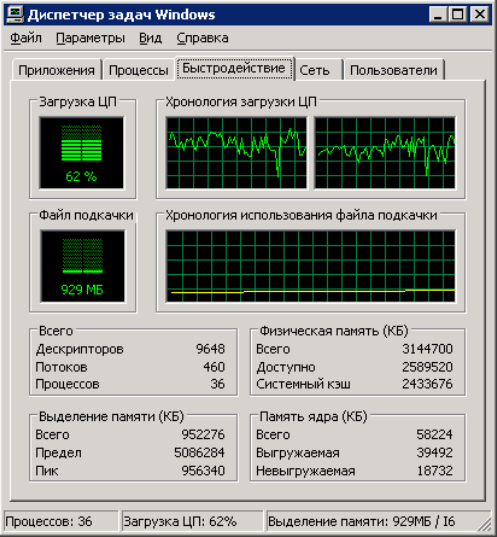 Диспетчер задач Windows
Файл Параметры Вид Справка
Приложения Процессы Быстродействие Сеть Пользователи
Загрузка ЦП Хронология загрузки ЦП
62 %
Файл подкачки Хронология использования файла подкачки
929 МБ
Всего
Дескрипторов 9648
Потоков 460
Процессов 36
Физическая память (КБ)
Всего 3144700
Доступно 2589520
Системный кэш 2433676
Выделение памяти (КБ)
Всего 952276
Предел 5086284
Пик 956340
Память ядра (КБ)
Всего 58224
Выгружаемая 39492
Невыгружаемая 18732
Процессов: 36 Загрузка ЦП: 62% Выделение памяти: 929МБ / I6